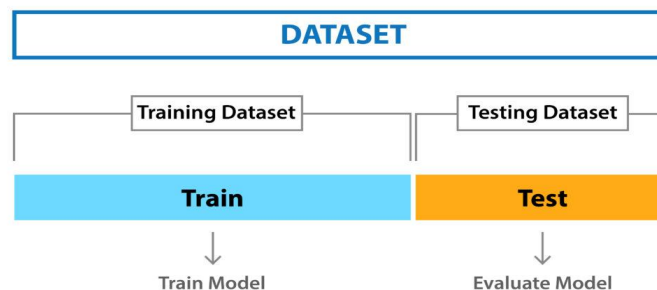 DATASET
Training Dataset
Testing Dataset
Train
Test
Train Model
Evaluate Model